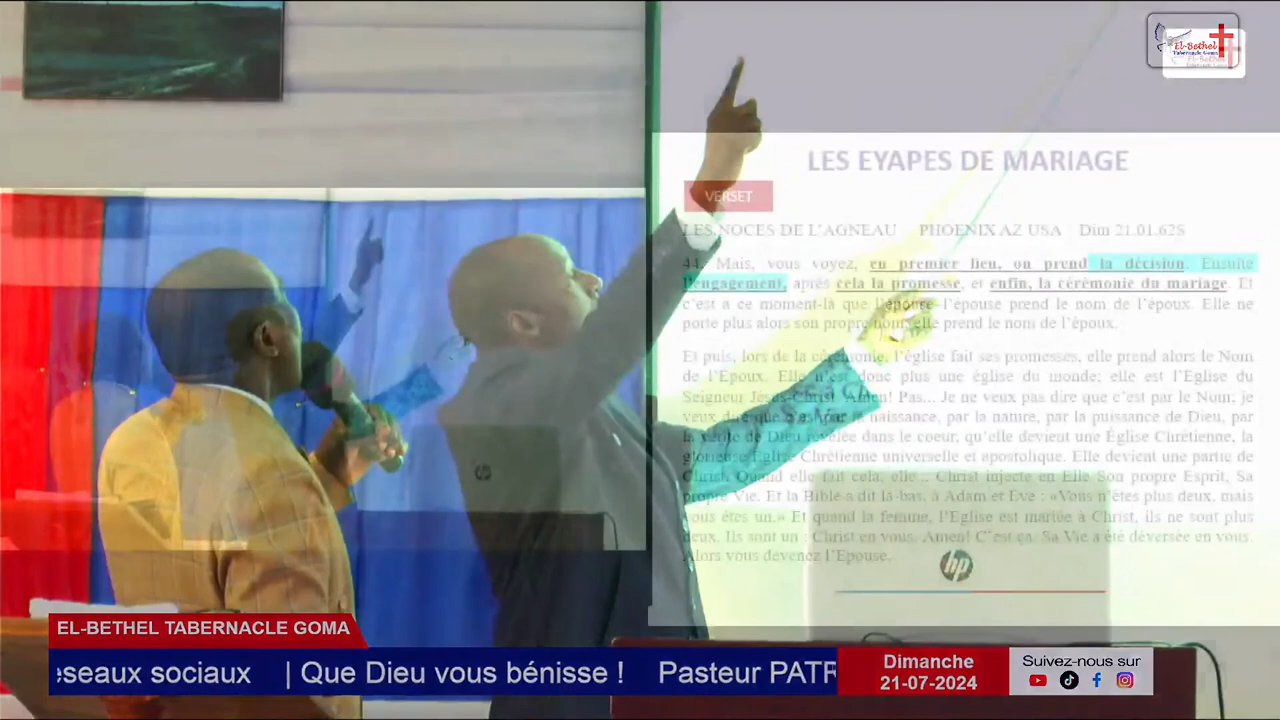 El-Bethel
Tabernacle Goma
LES EYAPES DE MARIAGE
VERSET
LES NOCES DE L'AGNEAU PHOENIX AZ USA Dim 21.01.62S
44. Mais, vous voyez, en premier lieu, on prend la décision. Ensuite
l'engagement, après cela la promesse, et enfin, la cérémonie du mariage. Et
c'est a ce moment-là que l'épouse l'épouse prend le nom de l'époux. Elle ne
porte plus alors son propre nom, elle prend le nom de l'époux.
Et puis, lors de la cérémonie, l'église fait ses promesses, elle prend alors le Nom
de l'Epoux. Elle n'est donc plus une église du monde; elle est l'Eglise du
Seigneur Jésus-Christ. Amen! Pas... Je ne veux pas dire que c'est par le Nom; je
veux dire que c'est par la naissance, par la nature, par la puissance de Dieu, par
la vérité de Dieu révélée dans le coeur, qu'elle devient une Église Chrétienne, la
glorieuse Église Chrétienne universelle et apostolique. Elle devient une partie de
Christ. Quand elle fait cela, elle... Christ injecte en Elle Son propre Esprit, Sa
propre Vie. Et la Bible a dit là-bas, à Adam et Eve : «Vous n'êtes plus deux, mais
vous êtes un.» Et quand la femme, l'Eglise est mariée à Christ, ils ne sont plus
deux. Ils sont un : Christ en vous. Amen! C'est ça. Sa Vie a été déversée en vous.
Alors vous devenez l'Epouse.
hp
hp
EL-BETHEL TABERNACLE GOMA
eseaux sociaux | Que Dieu vous bénisse ! Pasteur PATR
Dimanche
21-07-2024
Suivez-nous sur